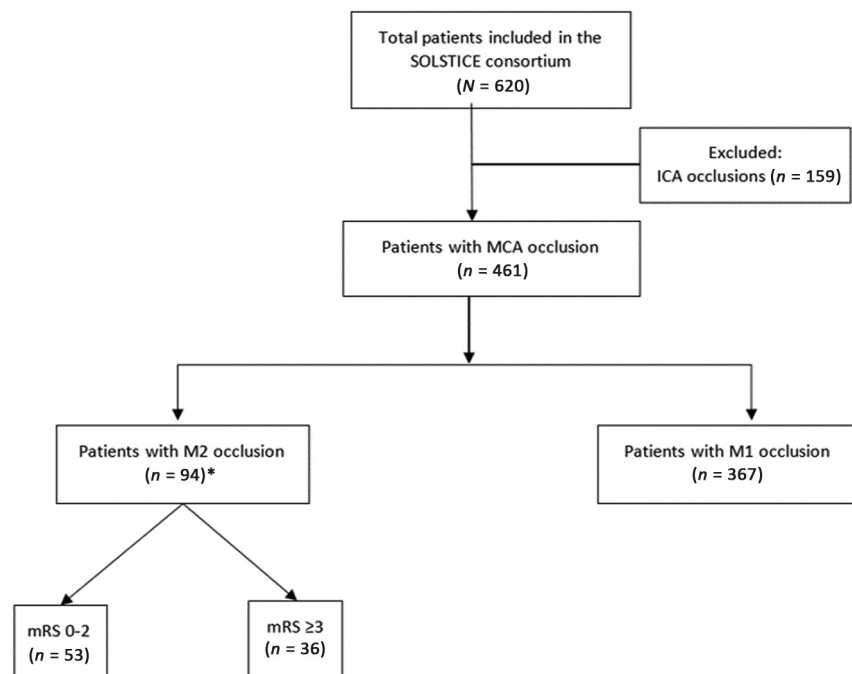 Total patients included in the
SOLSTICE consortium
(N = 620)
Excluded:
ICA occlusions (n = 159)
Patients with MCA occlusion
(n = 461)
Patients with M2 occlusion
(n = 94)*
Patients with M1 occlusion
(n = 367)
mRS 0-2
(n = 53)
mRS ≥3
(n = 36)